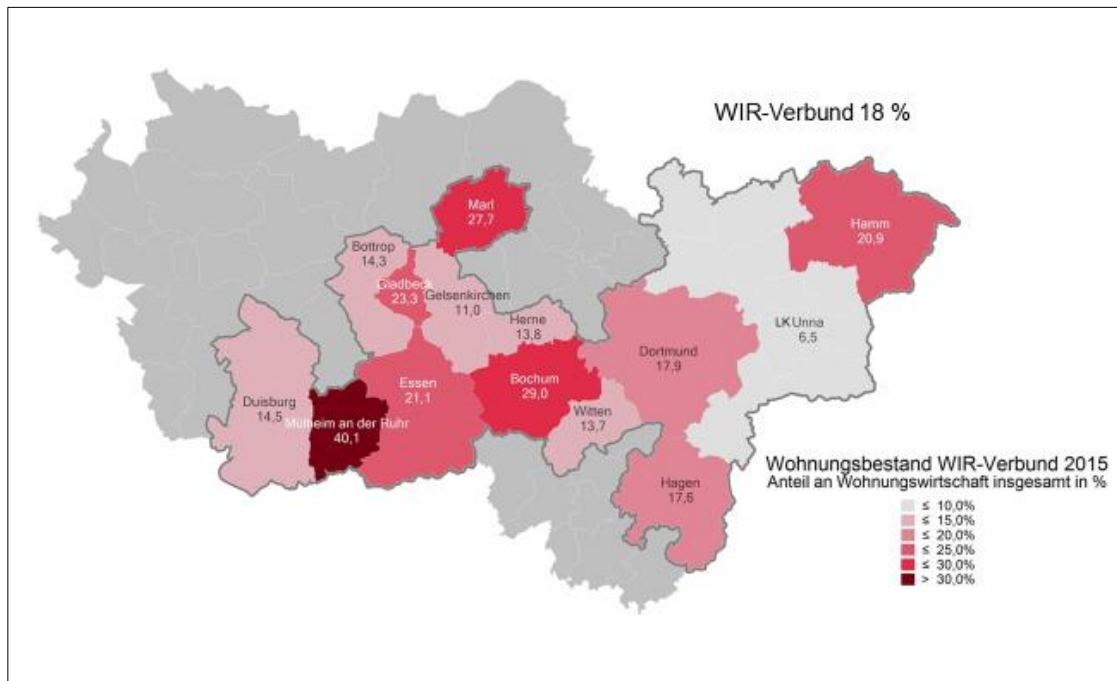 WIR-Verbund 18 %
Marl
27,7
Hamm
20,9
Bottrop
14,3
Gladbeck
23,3
Gelsenkirchen
11,0
Herne
13,8
LK Unna
6,5
Dortmund
17,9
Essen
21,1
Bochum
29,0
Duisburg
14,5
Mülheim an der Ruhr
40,1
Witten
13,7
Hagen
17,6
Wohnungsbestand WIR-Verbund 2015
Anteil an Wohnungswirtschaft insgesamt in %
≤ 10,0%
≤ 15,0%
≤ 20,0%
≤ 25,0%
≤ 30,0%
> 30,0%